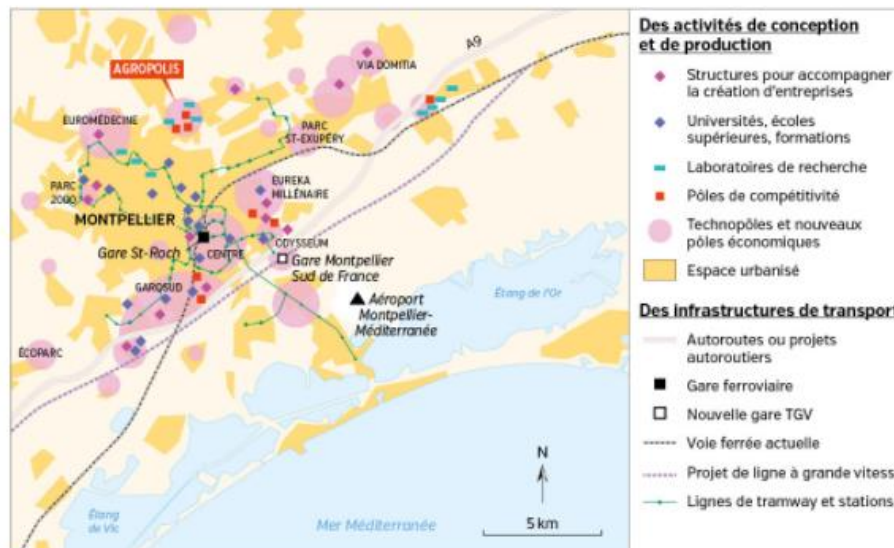 A9
VIA DOMITIA
AGROPOLIS
EUROMÉDECINE
PARC
ST-EXUPÉRY
PARC
2000
EUREKA
MILLÉNAIRE
MONTPELLIER
Gare St-Roch
CENTRE
ODYSSEUM
Gare Montpellier
Sud de France
GAROSUD
Aéroport
Montpellier-
Méditerranée
Étang de l'Or
ÉCOPARC
N
Étang
de Vic
Mer Méditerranée
5 km
Des activités de conception
et de production
Structures pour accompagner
la création d'entreprises
Universités, écoles
supérieures, formations
Laboratoires de recherche
Pôles de compétitivité
Technopôles et nouveaux
pôles économiques
Espace urbanisé
Des infrastructures de transport
Autoroutes ou projets
autoroutiers
Gare ferroviaire
Nouvelle gare TGV
Voie ferrée actuelle
Projet de ligne à grande vitess
Lignes de tramway et stations